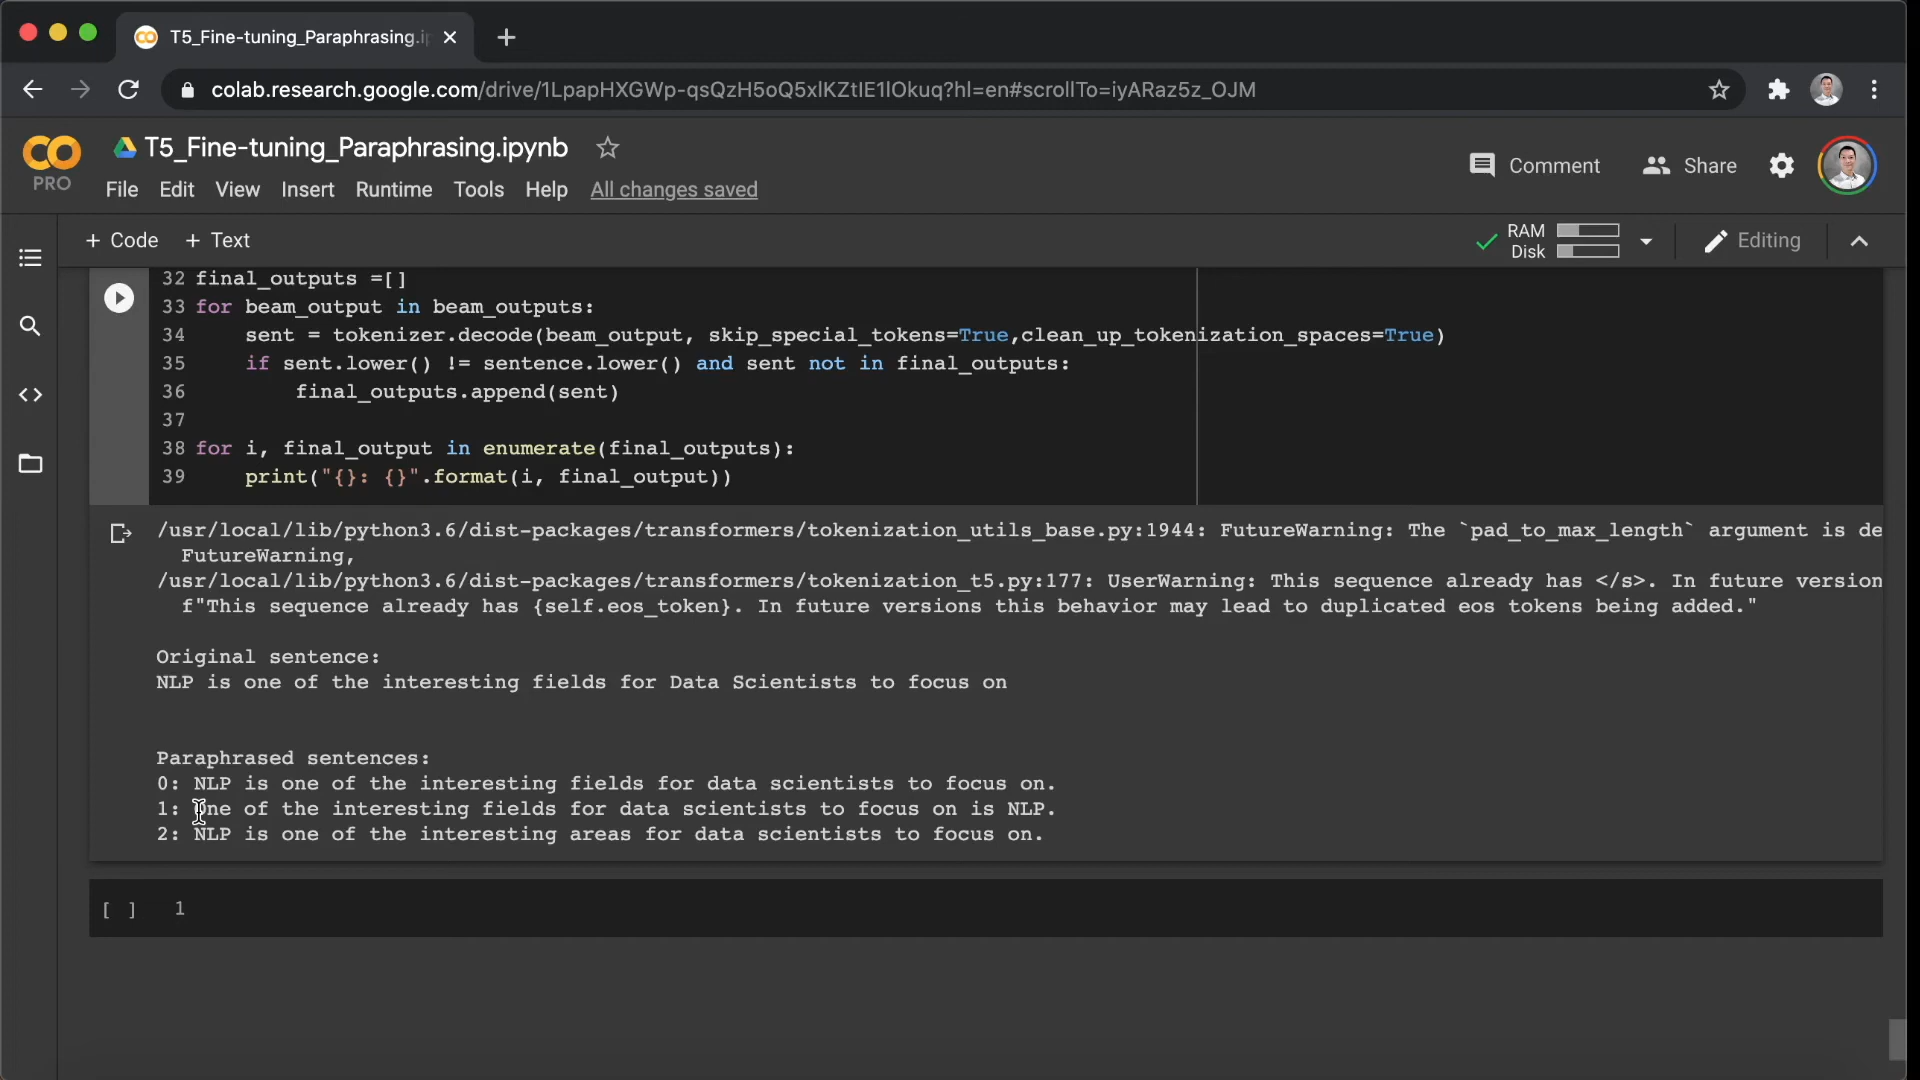 T5_Fine-tuning_Paraphrasing.i
colab.research.google.com/drive/1LpapHXGWp-qsQzH5oQ5xlKZtIE1lOkuq?hl=en#scrollTo=iyARaz5z_OJM
CO
PRO
T5_Fine-tuning_Paraphrasing.ipynb
File Edit View Insert Runtime Tools Help All changes saved
Comment Share
+ Code + Text
RAM
Disk
Editing
32 final_outputs =[]
33 for beam_output in beam_outputs:
34 sent = tokenizer.decode(beam_output, skip_special_tokens=True,clean_up_tokenization_spaces=True)
35 if sent.lower() != sentence.lower() and sent not in final_outputs:
36 final_outputs.append(sent)
37
38 for i, final_output in enumerate(final_outputs):
39 print("{}: {}".format(i, final_output))
/usr/local/lib/python3.6/dist-packages/transformers/tokenization_utils_base.py:1944: FutureWarning: The `pad_to_max_length` argument is de
FutureWarning,
/usr/local/lib/python3.6/dist-packages/transformers/tokenization_t5.py:177: UserWarning: This sequence already has </s>. In future version
f"This sequence already has {self.eos_token}. In future versions this behavior may lead to duplicated eos tokens being added."
Original sentence:
NLP is one of the interesting fields for Data Scientists to focus on
Paraphrased sentences:
0: NLP is one of the interesting fields for data scientists to focus on.
1: One of the interesting fields for data scientists to focus on is NLP.
2: NLP is one of the interesting areas for data scientists to focus on.
[ ] 1